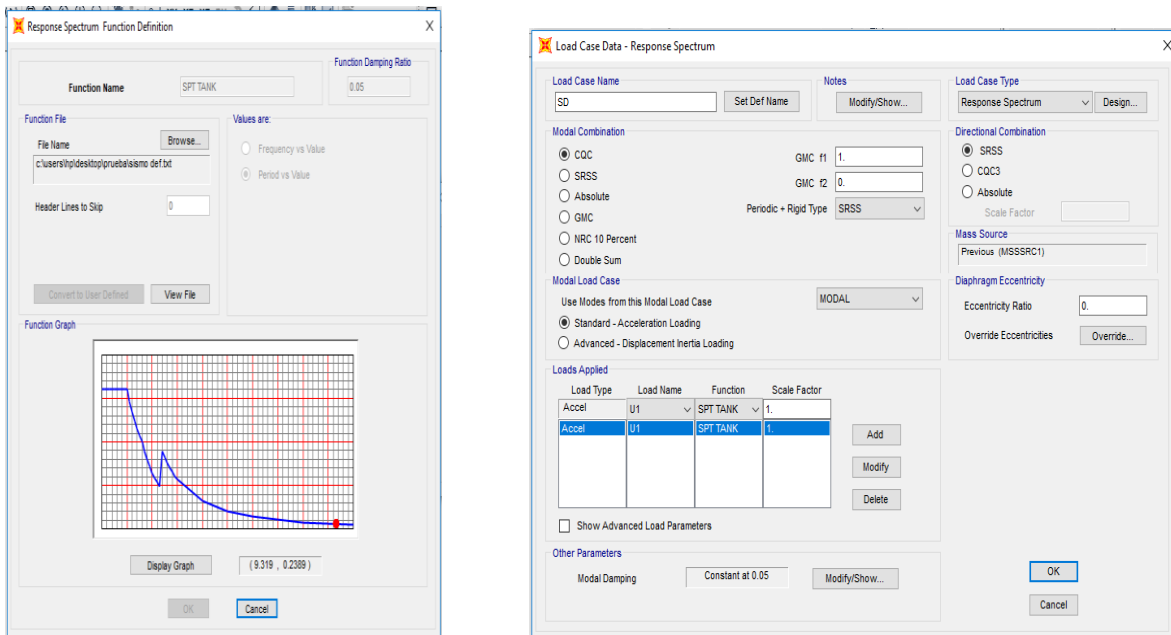 Response Spectrum Function Definition
X
Function Damping Ratio
Function Name
SPT TANK
0.05
Function File
Values are:
File Name
Browse...
Frequency vs Value
c:\users\hp\desktop\prueba\sismo def.txt
Period vs Value
Header Lines to Skip
0
Convert to User Defined
View File
Function Graph
Display Graph
(9.319 , 0.2389 )
OK
Cancel
Load Case Data - Response Spectrum
X
Load Case Name
Notes
Load Case Type
SD
Set Def Name
Modify/Show...
Response Spectrum
Design...
Modal Combination
Directional Combination
CQC
GMC f1
1.
SRSS
SRSS
GMC f2
0.
CQC3
Absolute
Periodic + Rigid Type
SRSS
Absolute
GMC
Scale Factor
NRC 10 Percent
Mass Source
Double Sum
Previous (MSSSRC1)
Modal Load Case
Diaphragm Eccentricity
Use Modes from this Modal Load Case
MODAL
Eccentricity Ratio
0.
Standard - Acceleration Loading
Override Eccentricities
Override...
Advanced - Displacement Inertia Loading
Loads Applied
Load Type
Load Name
Function
Scale Factor
Accel
U1
SPT TANK
1.
Accel
U1
SPT TANK
1.
Add
Modify
Delete
Show Advanced Load Parameters
Other Parameters
Modal Damping
Constant at 0.05
Modify/Show...
OK
Cancel